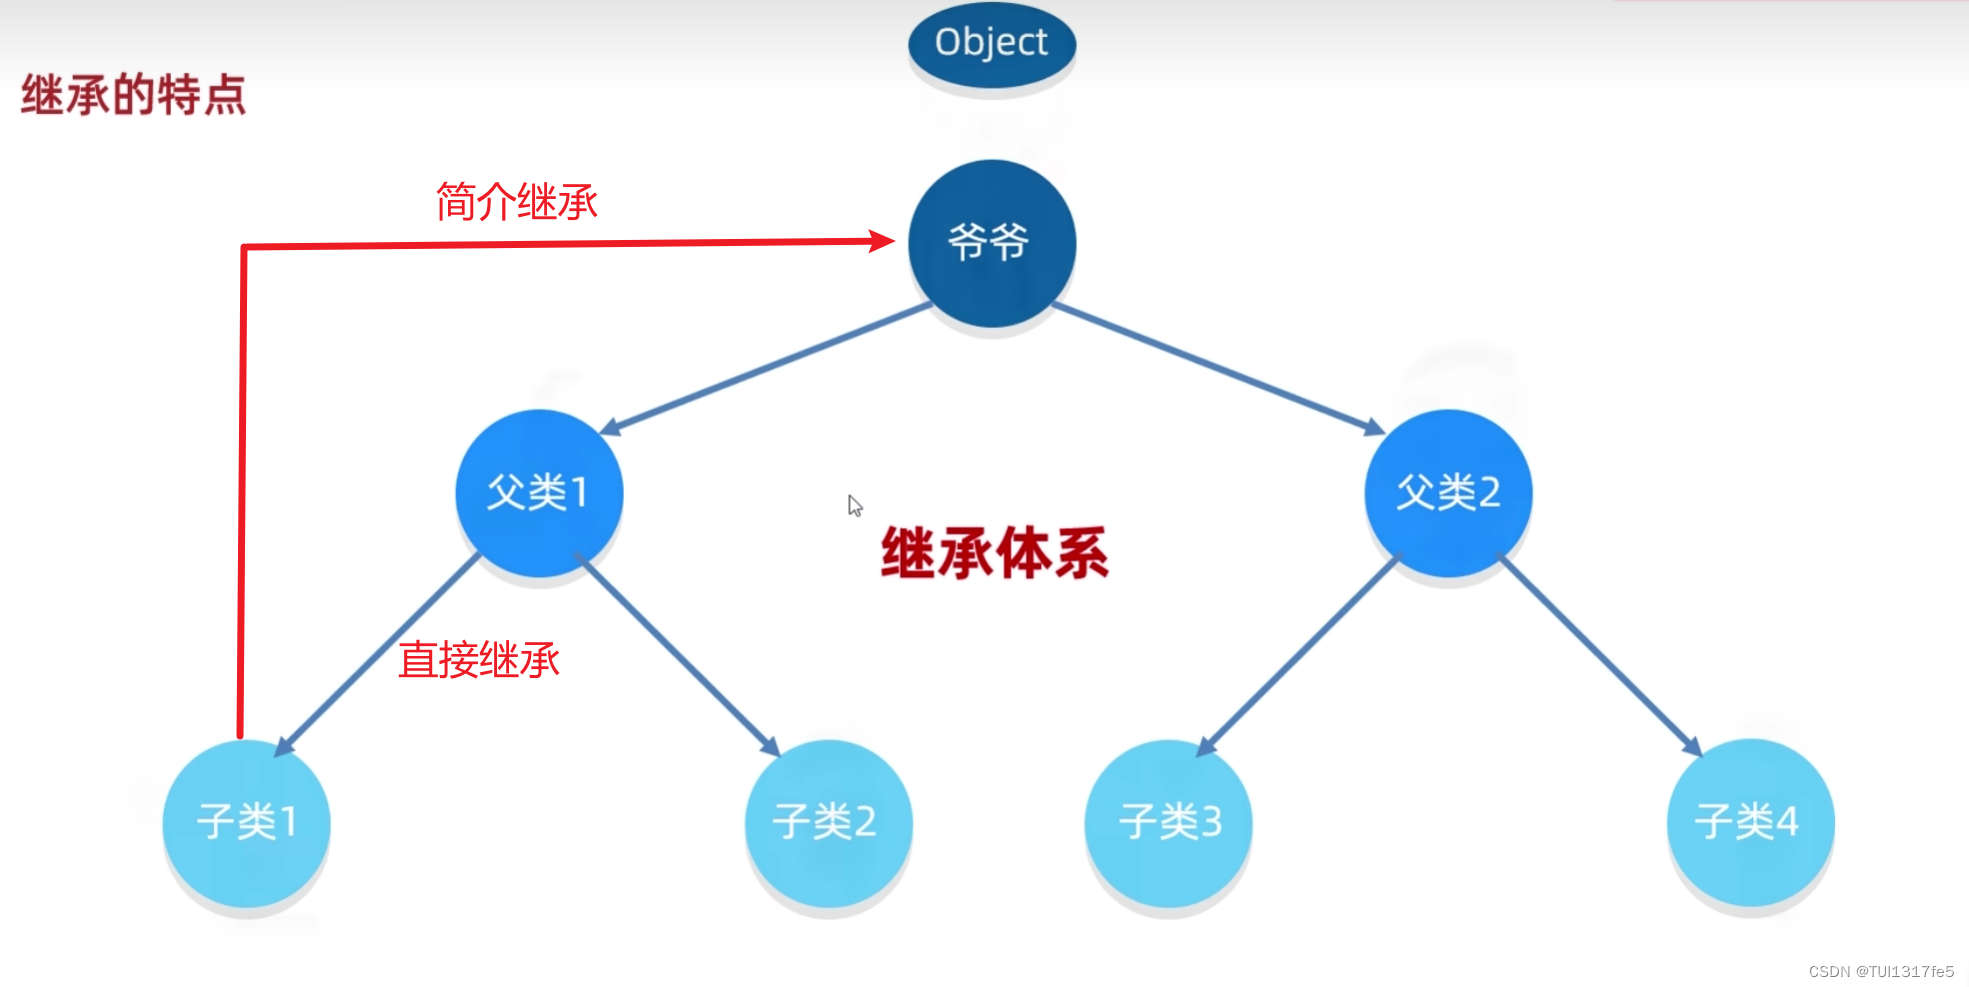 Object
继承的特点
简介继承
爷爷
父类1
父类2
继承体系
直接继承
子类1
子类2
子类3
子类4
CSDN @TUI1317fe5